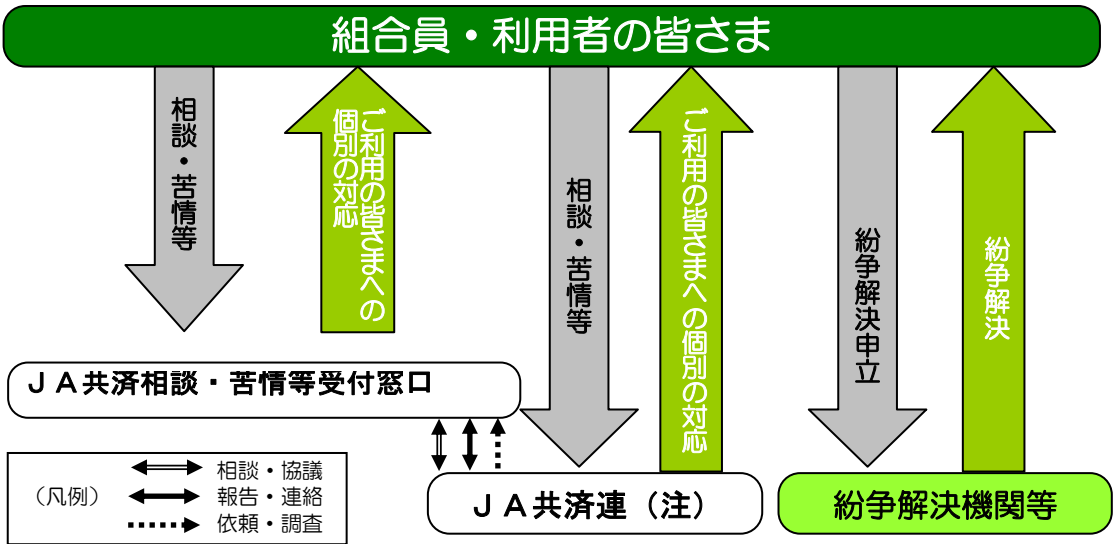 組合員・利用者の皆さま
相談・苦情等
ご利用の皆さまへの
個別の対応
相談・苦情等
ご利用の皆さまへの個別の対応
紛争解決申立
紛争解決
ＪＡ共済相談・苦情等受付窓口
（凡例）
相談・協議
報告・連絡
依頼・調査
ＪＡ共済連（注）
紛争解決機関等